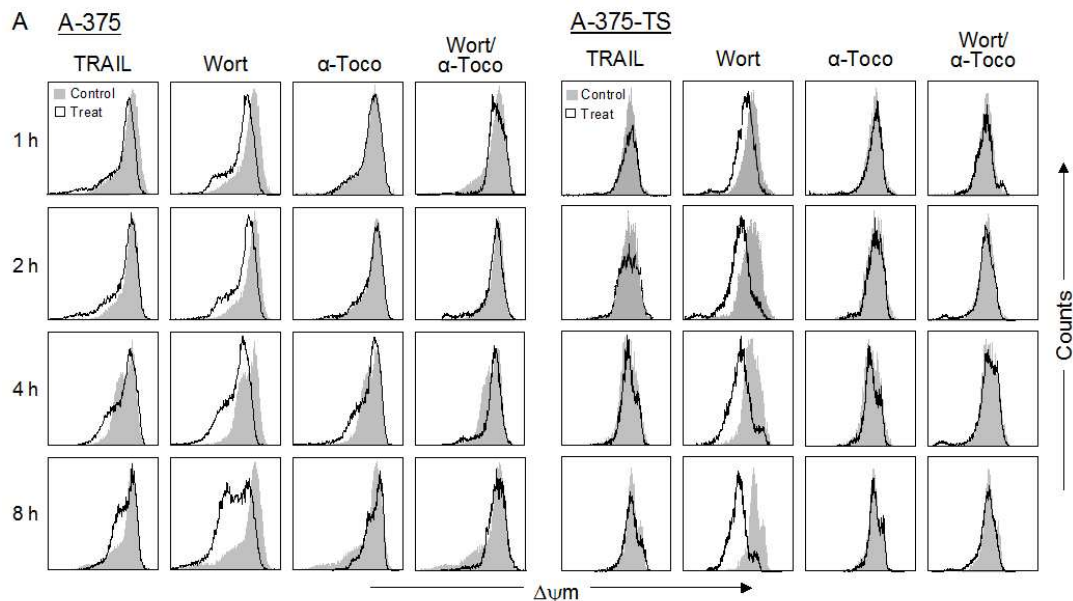 A
A-375
A-375-TS
TRAIL
Wort
α-Toco
Wort/
α-Toco
TRAIL
Wort
α-Toco
Wort/
α-Toco
Control
Treat
Control
Treat
1 h
2 h
4 h
8 h
Counts
Δψm